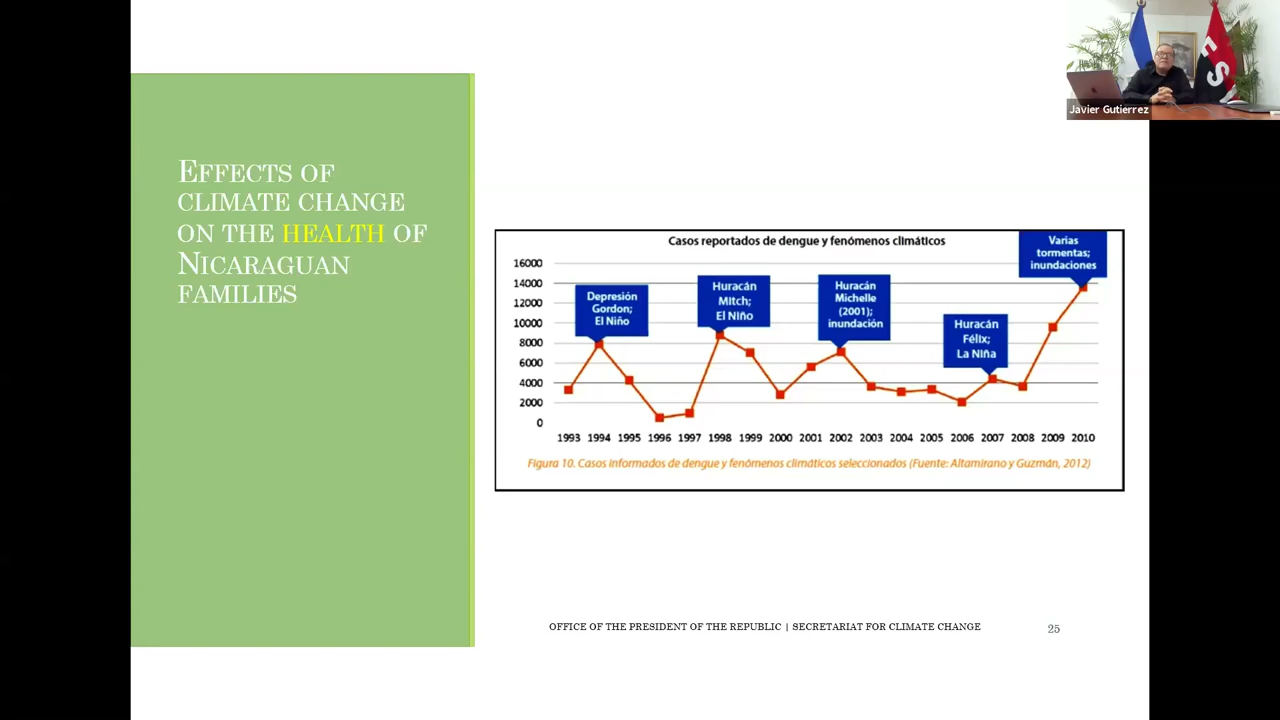 Javier Gutierrez
EFFECTS OF
CLIMATE CHANGE
ON THE HEALTH OF
NICARAGUAN
FAMILIES
Casos reportados de dengue y fenómenos climáticos
16000
14000
12000
10000
8000
6000
4000
2000
0
Depresión
Gordon;
El Niño
Huracán
Mitch;
El Niño
Huracán
Michelle
(2001);
inundación
Huracán
Félix;
La Niña
Varias
tormentas;
inundaciones
1993 1994 1995 1996 1997 1998 1999 2000 2001 2002 2003 2004 2005 2006 2007 2008 2009 2010
Figura 10. Casos informados de dengue y fenómenos climáticos seleccionados (Fuente: Altamirano y Guzmán, 2012)
OFFICE OF THE PRESIDENT OF THE REPUBLIC | SECRETARIAT FOR CLIMATE CHANGE
25